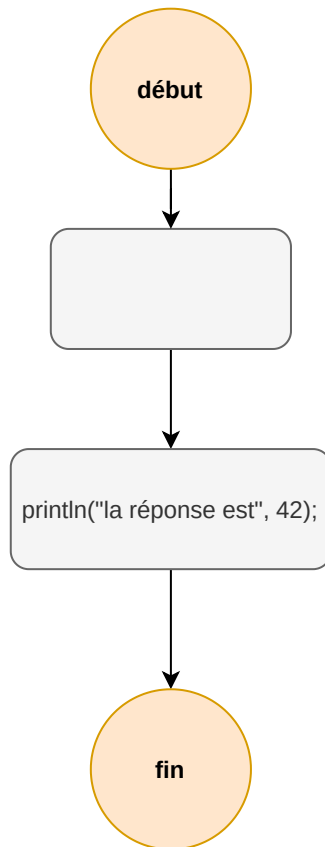 début
println("la réponse est", 42);
fin